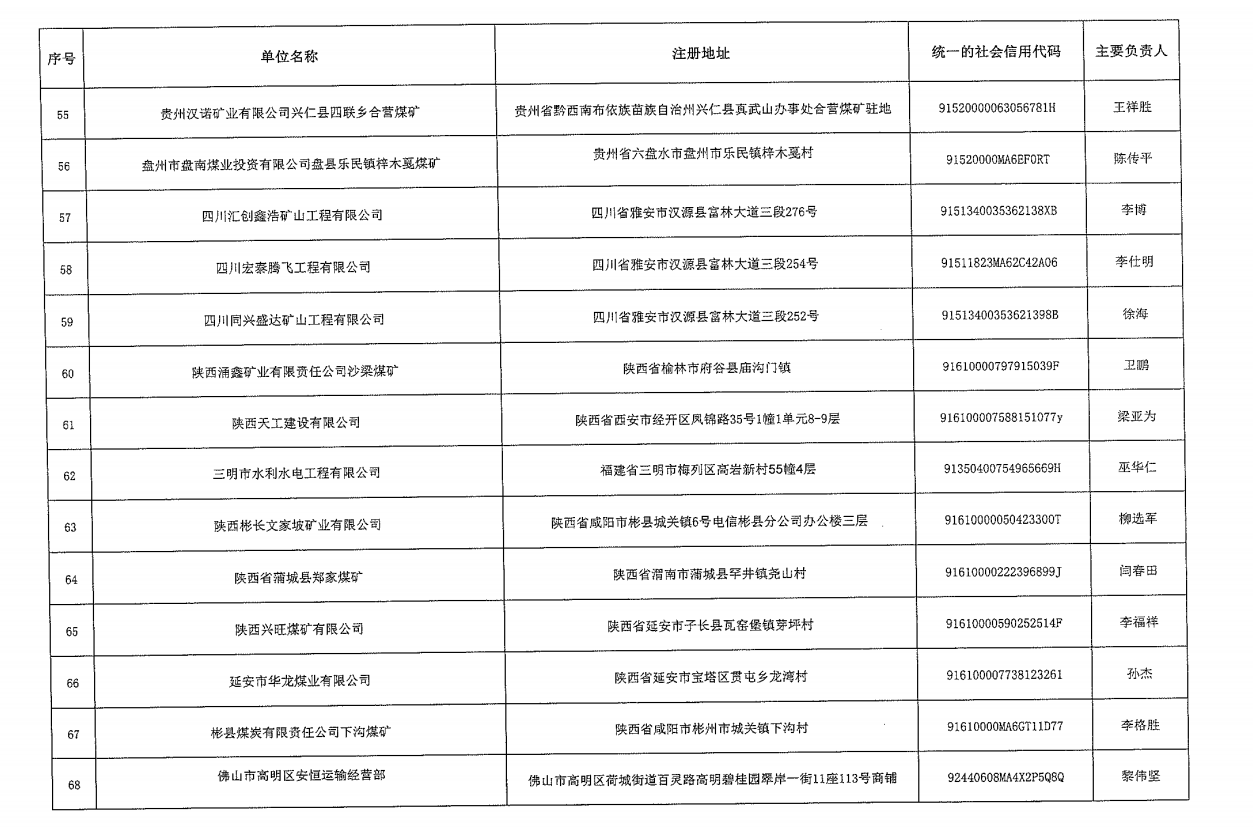 序号 单位名称 注册地址 统一的社会信用代码 主要负责人
55 贵州汉诺矿业有限公司兴仁县四联乡合营煤矿 贵州省黔西南布依族苗族自治州兴仁县真武山办事处合营煤矿驻地 91520000063056781H 王祥胜
56 盘州市盘南煤业投资有限公司盘县乐民镇梓木戛煤矿 贵州省六盘水市盘州市乐民镇梓木戛村 91520000MA6EF0RT 陈传平
57 四川汇创鑫浩矿山工程有限公司 四川省雅安市汉源县富林大道三段276号 9151340035362138XB 李博
58 四川宏泰腾飞工程有限公司 四川省雅安市汉源县富林大道三段254号 91511823MA62C42A06 李仕明
59 四川同兴盛达矿山工程有限公司 四川省雅安市汉源县富林大道三段252号 91513400353621398B 徐海
60 陕西涌鑫矿业有限责任公司沙梁煤矿 陕西省榆林市府谷县庙沟门镇 91610000797915039F 卫鹏
61 陕西天工建设有限公司 陕西省西安市经开区凤锦路35号1幢1单元8-9层 916100007588151077y 梁亚为
62 三明市水利水电工程有限公司 福建省三明市梅列区高岩新村55幢4层 91350400754965669H 巫华仁
63 陕西彬长文家坡矿业有限公司 陕西省咸阳市彬县城关镇6号电信彬县分公司办公楼三层 91610000050423300T 柳选军
64 陕西省蒲城县郑家煤矿 陕西省渭南市蒲城县罕井镇尧山村 91610000222396899J 闫春田
65 陕西兴旺煤矿有限公司 陕西省延安市子长县瓦窑堡镇芽坪村 91610000590252514F 李福祥
66 延安市华龙煤业有限公司 陕西省延安市宝塔区贯屯乡龙湾村 916100007738123261 孙杰
67 彬县煤炭有限责任公司下沟煤矿 陕西省咸阳市彬州市城关镇下沟村 91610000MA6GT11D77 李格胜
68 佛山市高明区安恒运输经营部 佛山市高明区荷城街道百灵路高明碧桂园翠岸一街11座113号商铺 92440608MA4X2P5Q8Q 黎伟坚